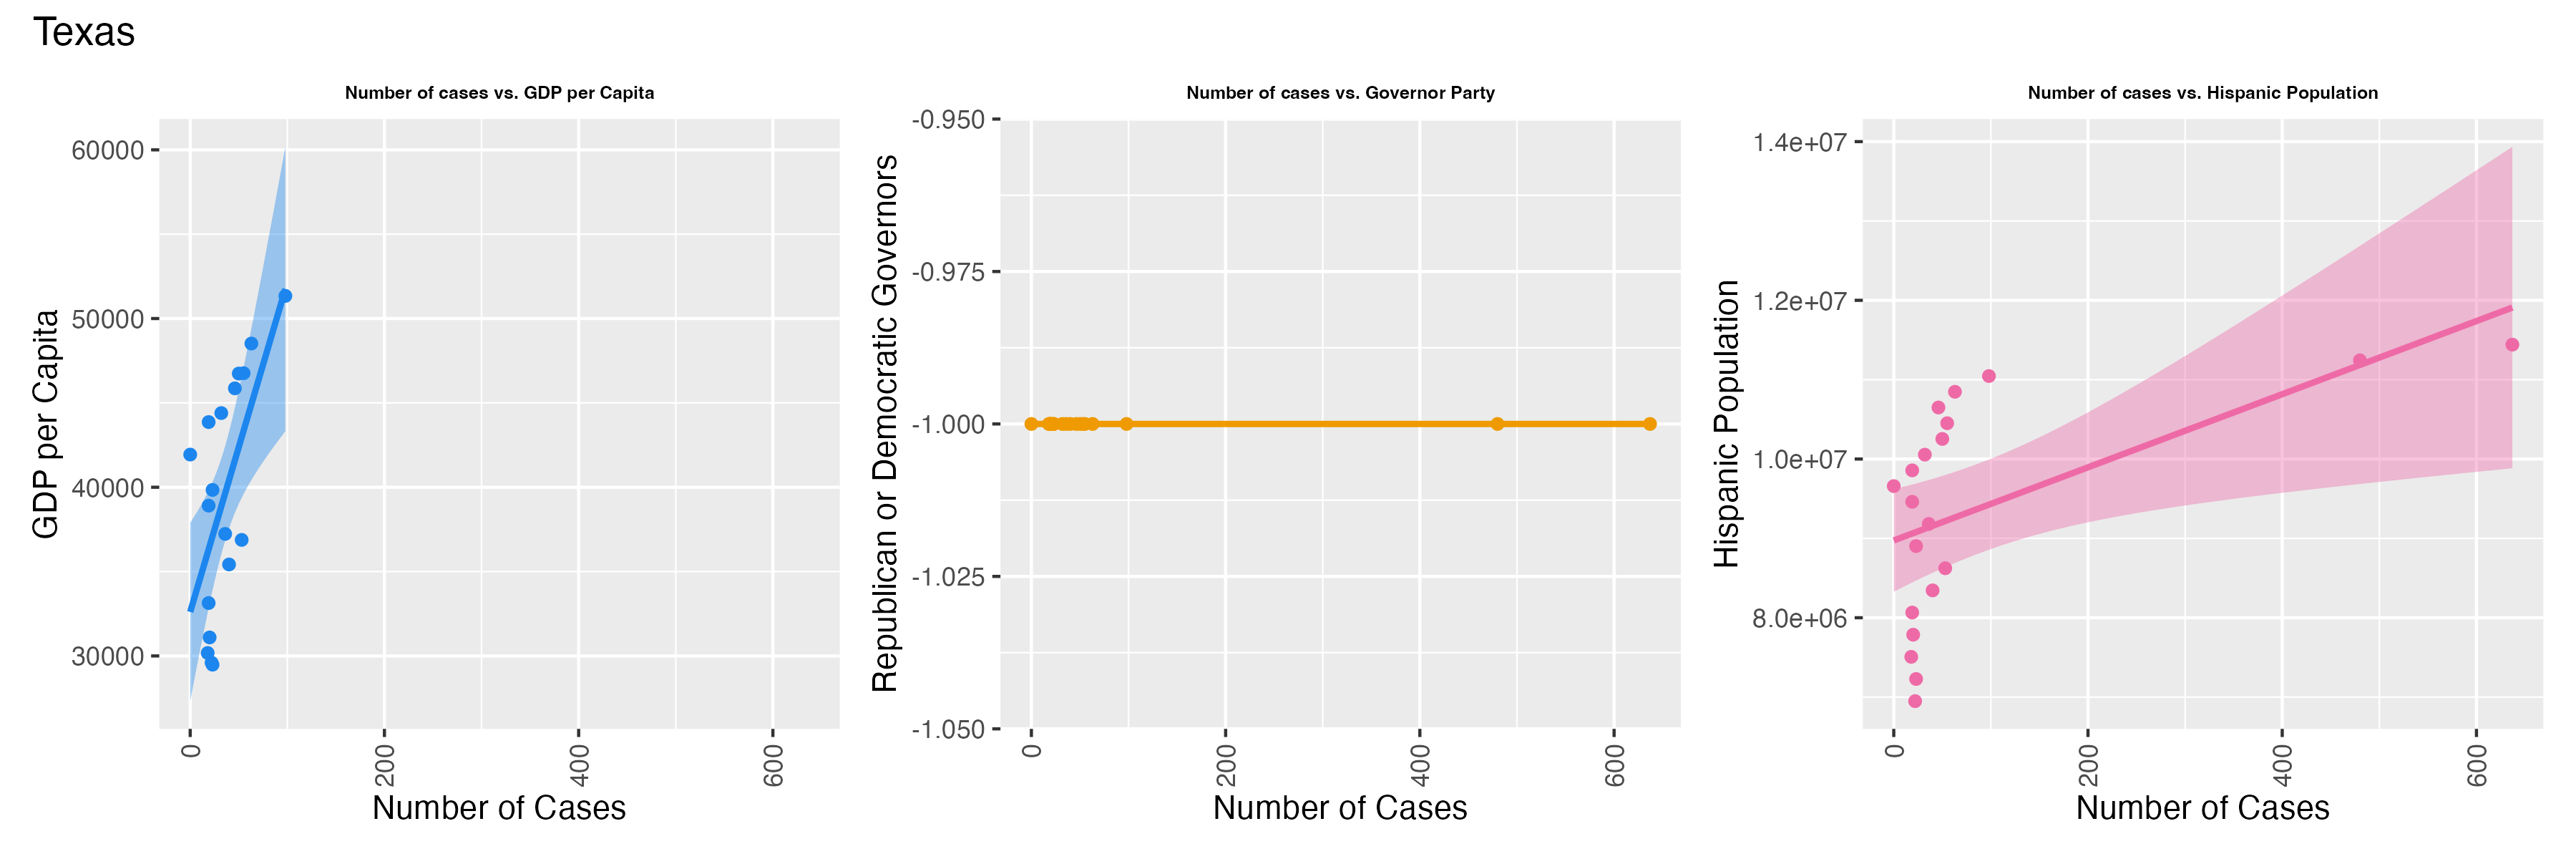 Texas
Number of cases vs. GDP per Capita
GDP per Capita
60000
50000
40000
30000
0
200
400
600
Number of Cases
Number of cases vs. Governor Party
Republican or Democratic Governors
-0.950
-0.975
-1.000
-1.025
-1.050
0
200
400
600
Number of Cases
Number of cases vs. Hispanic Population
Hispanic Population
1.4e+07
1.2e+07
1.0e+07
8.0e+06
0
200
400
600
Number of Cases